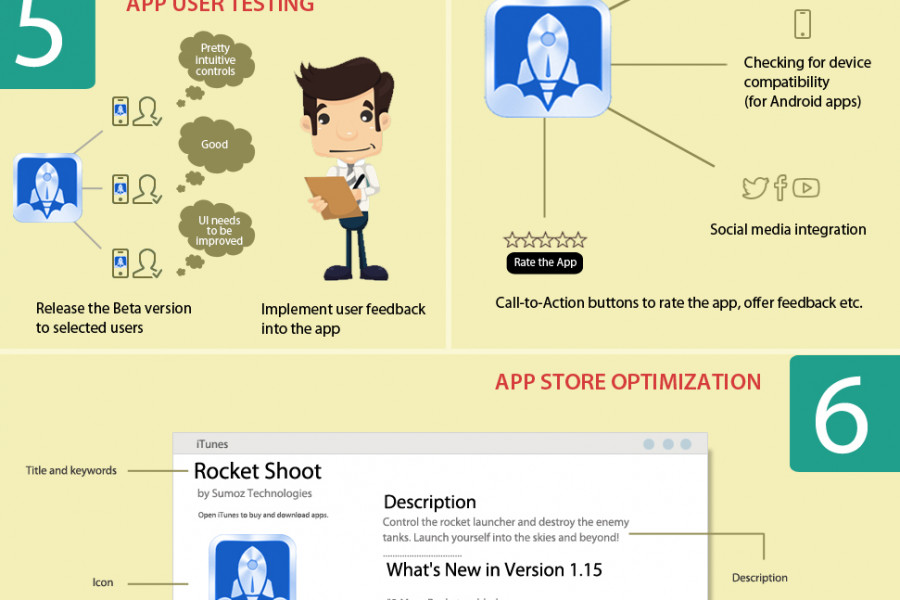 5
APP USER TESTING
Pretty
intuitive
controls
Good
UI needs
to be
improved
Release the Beta version
to selected users
Implement user feedback
into the app
Checking for device
compatibility
(for Android apps)
Social media integration
Rate the App
Call-to-Action buttons to rate the app, offer feedback etc.
APP STORE OPTIMIZATION
6
iTunes
Title and keywords
Rocket Shoot
by Sumoz Technologies
Open iTunes to buy and download apps.
Description
Control the rocket launcher and destroy the enemy
tanks. Launch yourself into the skies and beyond!
What's New in Version 1.15
Icon
Description